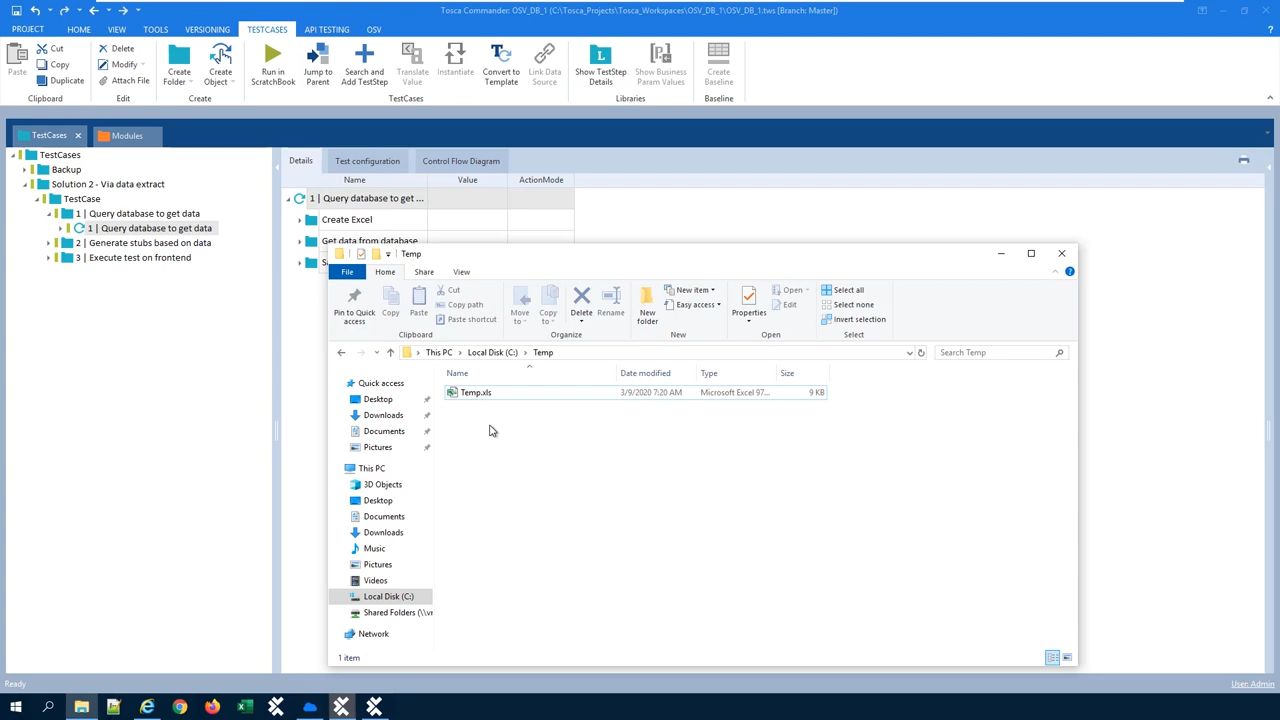 Tosca Commander: OSV_DB_1 (C:\Tosca_Projects\Tosca_Workspaces\OSV_DB_1\OSV_DB_1.tws [Branch: Master])
PROJECT HOME VIEW TOOLS VERSIONING TESTCASES API TESTING OSV
Paste
Cut
Copy
Duplicate
Clipboard
Delete
Modify
Attach File
Edit
Create Folder
Create Object
Create
Run in ScratchBook
Jump to Parent
Search and Add TestStep
Translate Value
Instantiate
Convert to Template
Link Data Source
TestCases
Show TestStep Details
Show Business Param Values
Libraries
Create Baseline
Baseline
TestCases
Modules
TestCases
Backup
Solution 2 - Via data extract
TestCase
1 | Query database to get data
1 | Query database to get data
2 | Generate stubs based on data
3 | Execute test on frontend
Details Test configuration Control Flow Diagram
Name Value ActionMode
1 | Query database to get ...
Create Excel
Get data from database
Temp
File Home Share View
Pin to Quick access
Copy
Paste
Cut
Copy path
Paste shortcut
Clipboard
Move to
Copy to
Delete
Rename
Organize
New folder
New item
Easy access
New
Properties
Open
Edit
Open
Select all
Select none
Invert selection
Select
This PC > Local Disk (C:) > Temp
Search Temp
Name Date modified Type Size
Temp.xls 3/9/2020 7:20 AM Microsoft Excel 97... 9 KB
Quick access
Desktop
Downloads
Documents
Pictures
This PC
3D Objects
Desktop
Documents
Downloads
Music
Pictures
Videos
Local Disk (C:)
Shared Folders (\\vr
Network
1 item
Ready
User: Admin